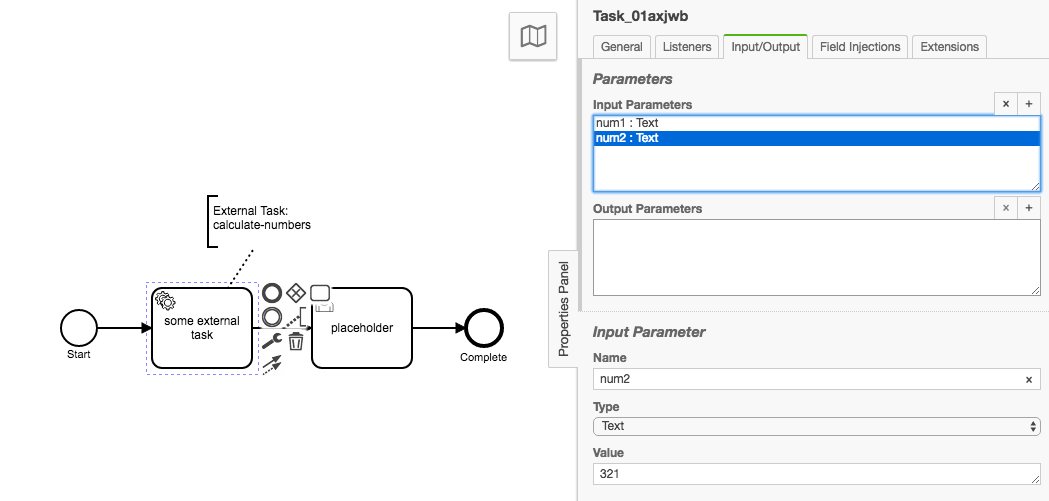 External Task:
calculate-numbers
some external
task
placeholder
Start
Complete
Properties Panel
Task_01axjwb
General
Listeners
Input/Output
Field Injections
Extensions
Parameters
Input Parameters
×
+
num1 : Text
num2 : Text
Output Parameters
×
+
Input Parameter
Name
num2
×
Type
Text
Value
321